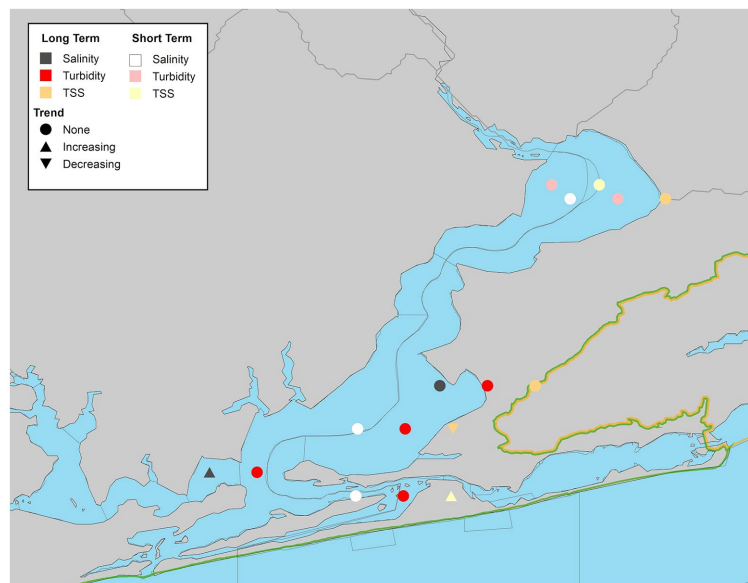 Long Term Short Term
Salinity Salinity
Turbidity Turbidity
TSS TSS
Trend
None
Increasing
Decreasing